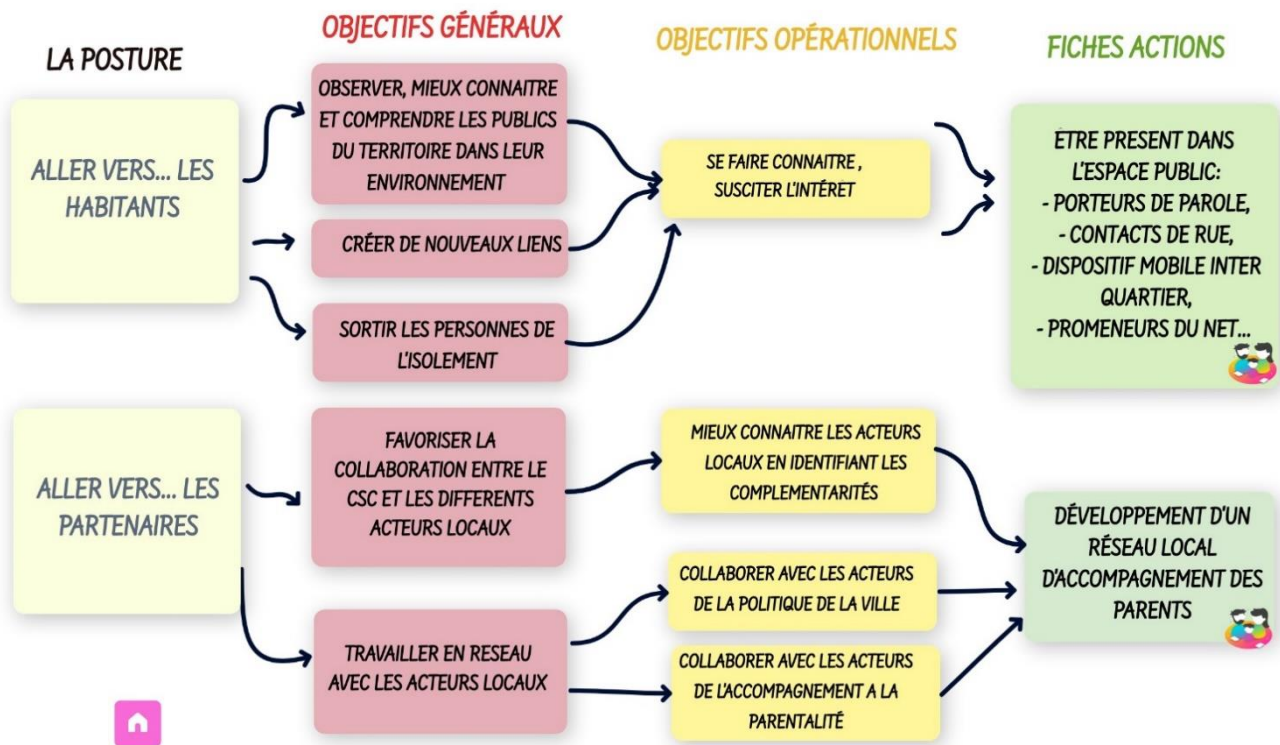 LA POSTURE
OBJECTIFS GÉNÉRAUX
OBJECTIFS OPÉRATIONNELS
FICHES ACTIONS
ALLER VERS... LES
HABITANTS
OBSERVER, MIEUX CONNAITRE
ET COMPRENDRE LES PUBLICS
DU TERRITOIRE DANS LEUR
ENVIRONNEMENT
CRÉER DE NOUVEAUX LIENS
SORTIR LES PERSONNES DE
L'ISOLEMENT
SE FAIRE CONNAITRE ,
SUSCITER L'INTÉRÊT
ÊTRE PRESENT DANS
L'ESPACE PUBLIC:
- PORTEURS DE PAROLE,
- CONTACTS DE RUE,
- DISPOSITIF MOBILE INTER
QUARTIER,
- PROMENEURS DU NET...
ALLER VERS... LES
PARTENAIRES
FAVORISER LA
COLLABORATION ENTRE LE
CSC ET LES DIFFERENTS
ACTEURS LOCAUX
TRAVAILLER EN RESEAU
AVEC LES ACTEURS LOCAUX
MIEUX CONNAITRE LES ACTEURS
LOCAUX EN IDENTIFIANT LES
COMPLEMENTARITÉS
COLLABORER AVEC LES ACTEURS
DE LA POLITIQUE DE LA VILLE
COLLABORER AVEC LES ACTEURS
DE L'ACCOMPAGNEMENT A LA
PARENTALITÉ
DÉVELOPPEMENT D'UN
RÉSEAU LOCAL
D'ACCOMPAGNEMENT DES
PARENTS